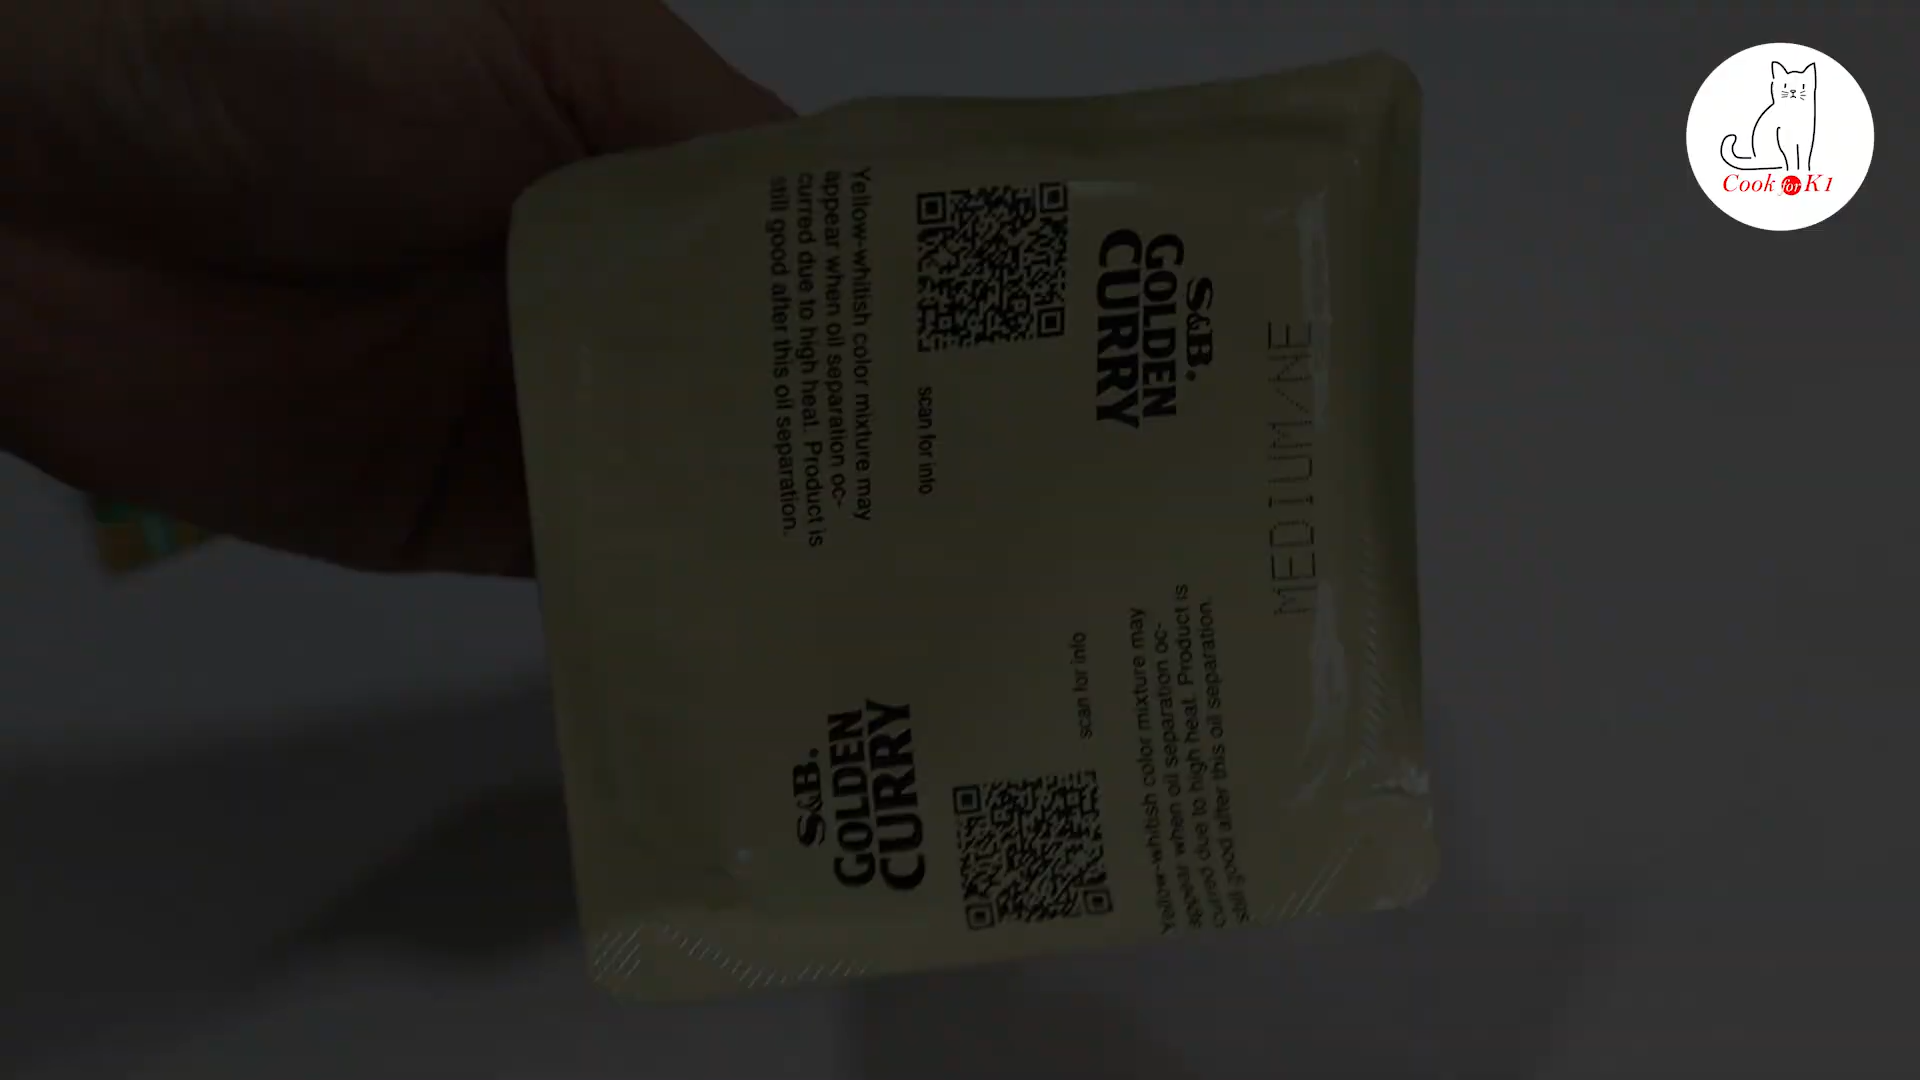 Cook for K1
S&B.
GOLDEN
CURRY
scan for info
Yellow-whitish color mixture may
appear when oil separation oc-
curred due to high heat. Product is
still good after this oil separation.
MEDIUM/NE
S&B.
GOLDEN
CURRY
scan for info
Yellow-whitish color mixture may
appear when oil separation oc-
curred due to high heat. Product is
still good after this oil separation.